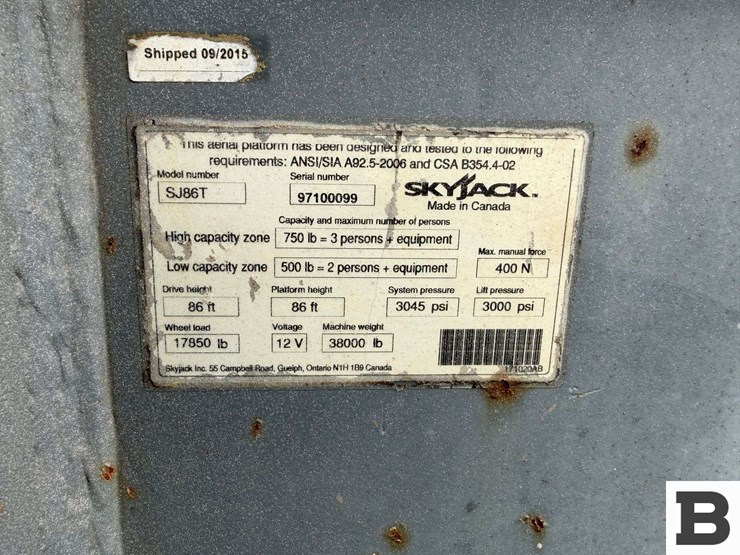 Shipped 09/2015
This aerial platform has been designed and tested to the following
requirements: ANSI/SIA A92.5-2006 and CSA B354.4-02
Model number
SJ86T
Serial number
97100099
SKYJACK™
Made in Canada
Capacity and maximum number of persons
High capacity zone 750 lb = 3 persons + equipment
Low capacity zone 500 lb = 2 persons + equipment
Max. manual force
400 N
Drive height
86 ft
Platform height
86 ft
System pressure
3045 psi
Lift pressure
3000 psi
Wheel load
17850 lb
Voltage
12 V
Machine weight
38000 lb
171020AB
Skyjack Inc. 55 Campbell Road, Guelph, Ontario N1H 1B9 Canada
B